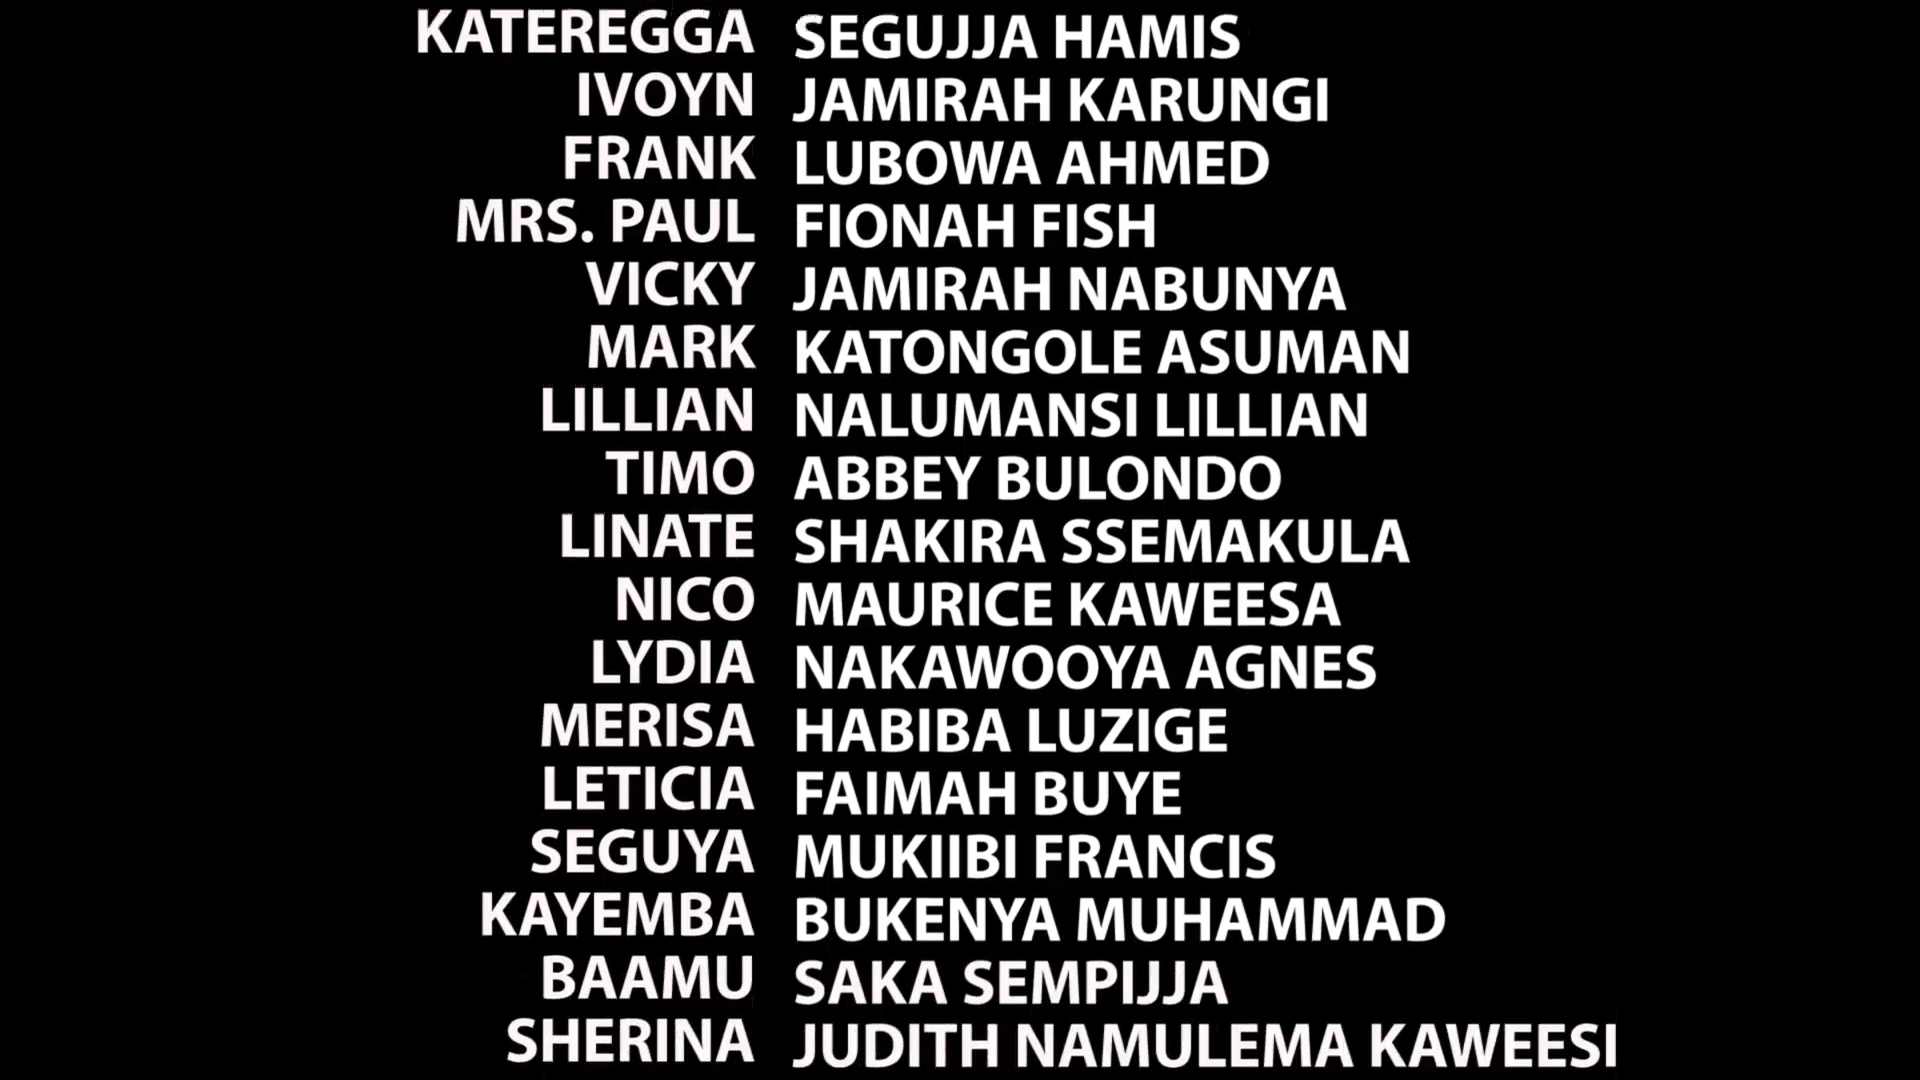 KATEREGGA SEGUJJA HAMIS
IVOYN JAMIRAH KARUNGI
FRANK LUBOWA AHMED
MRS. PAUL FIONAH FISH
VICKY JAMIRAH NABUNYA
MARK KATONGOLE ASUMAN
LILLIAN NALUMANSI LILLIAN
TIMO ABBEY BULONDO
LINATE SHAKIRA SSEMAKULA
NICO MAURICE KAWEESA
LYDIA NAKAWOOYA AGNES
MERISA HABIBA LUZIGE
LETICIA FAIMAH BUYE
SEGUYA MUKIIBI FRANCIS
KAYEMBA BUKENYA MUHAMMAD
BAAMU SAKA SEMPIJJA
SHERINA JUDITH NAMULEMA KAWEESI